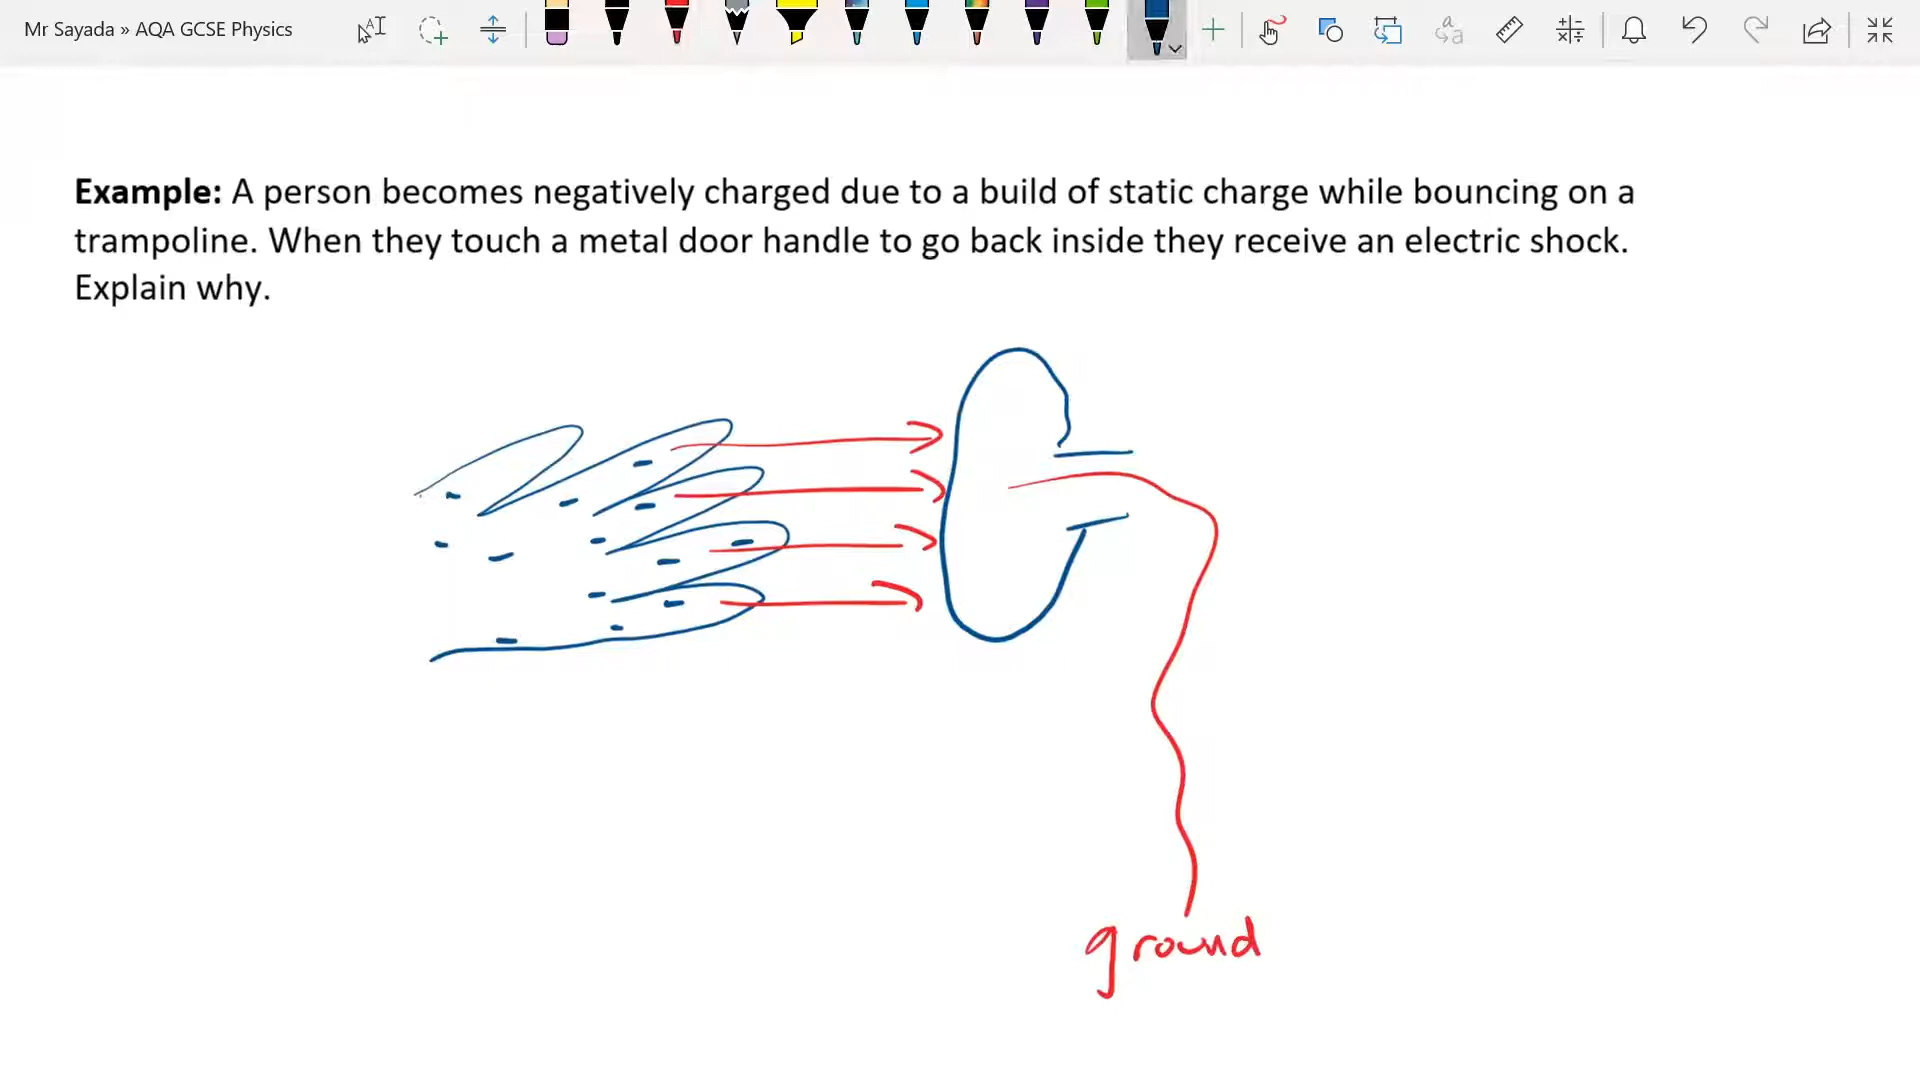 Mr Sayada » AQA GCSE Physics
Example: A person becomes negatively charged due to a build of static charge while bouncing on a
trampoline. When they touch a metal door handle to go back inside they receive an electric shock.
Explain why.
ground